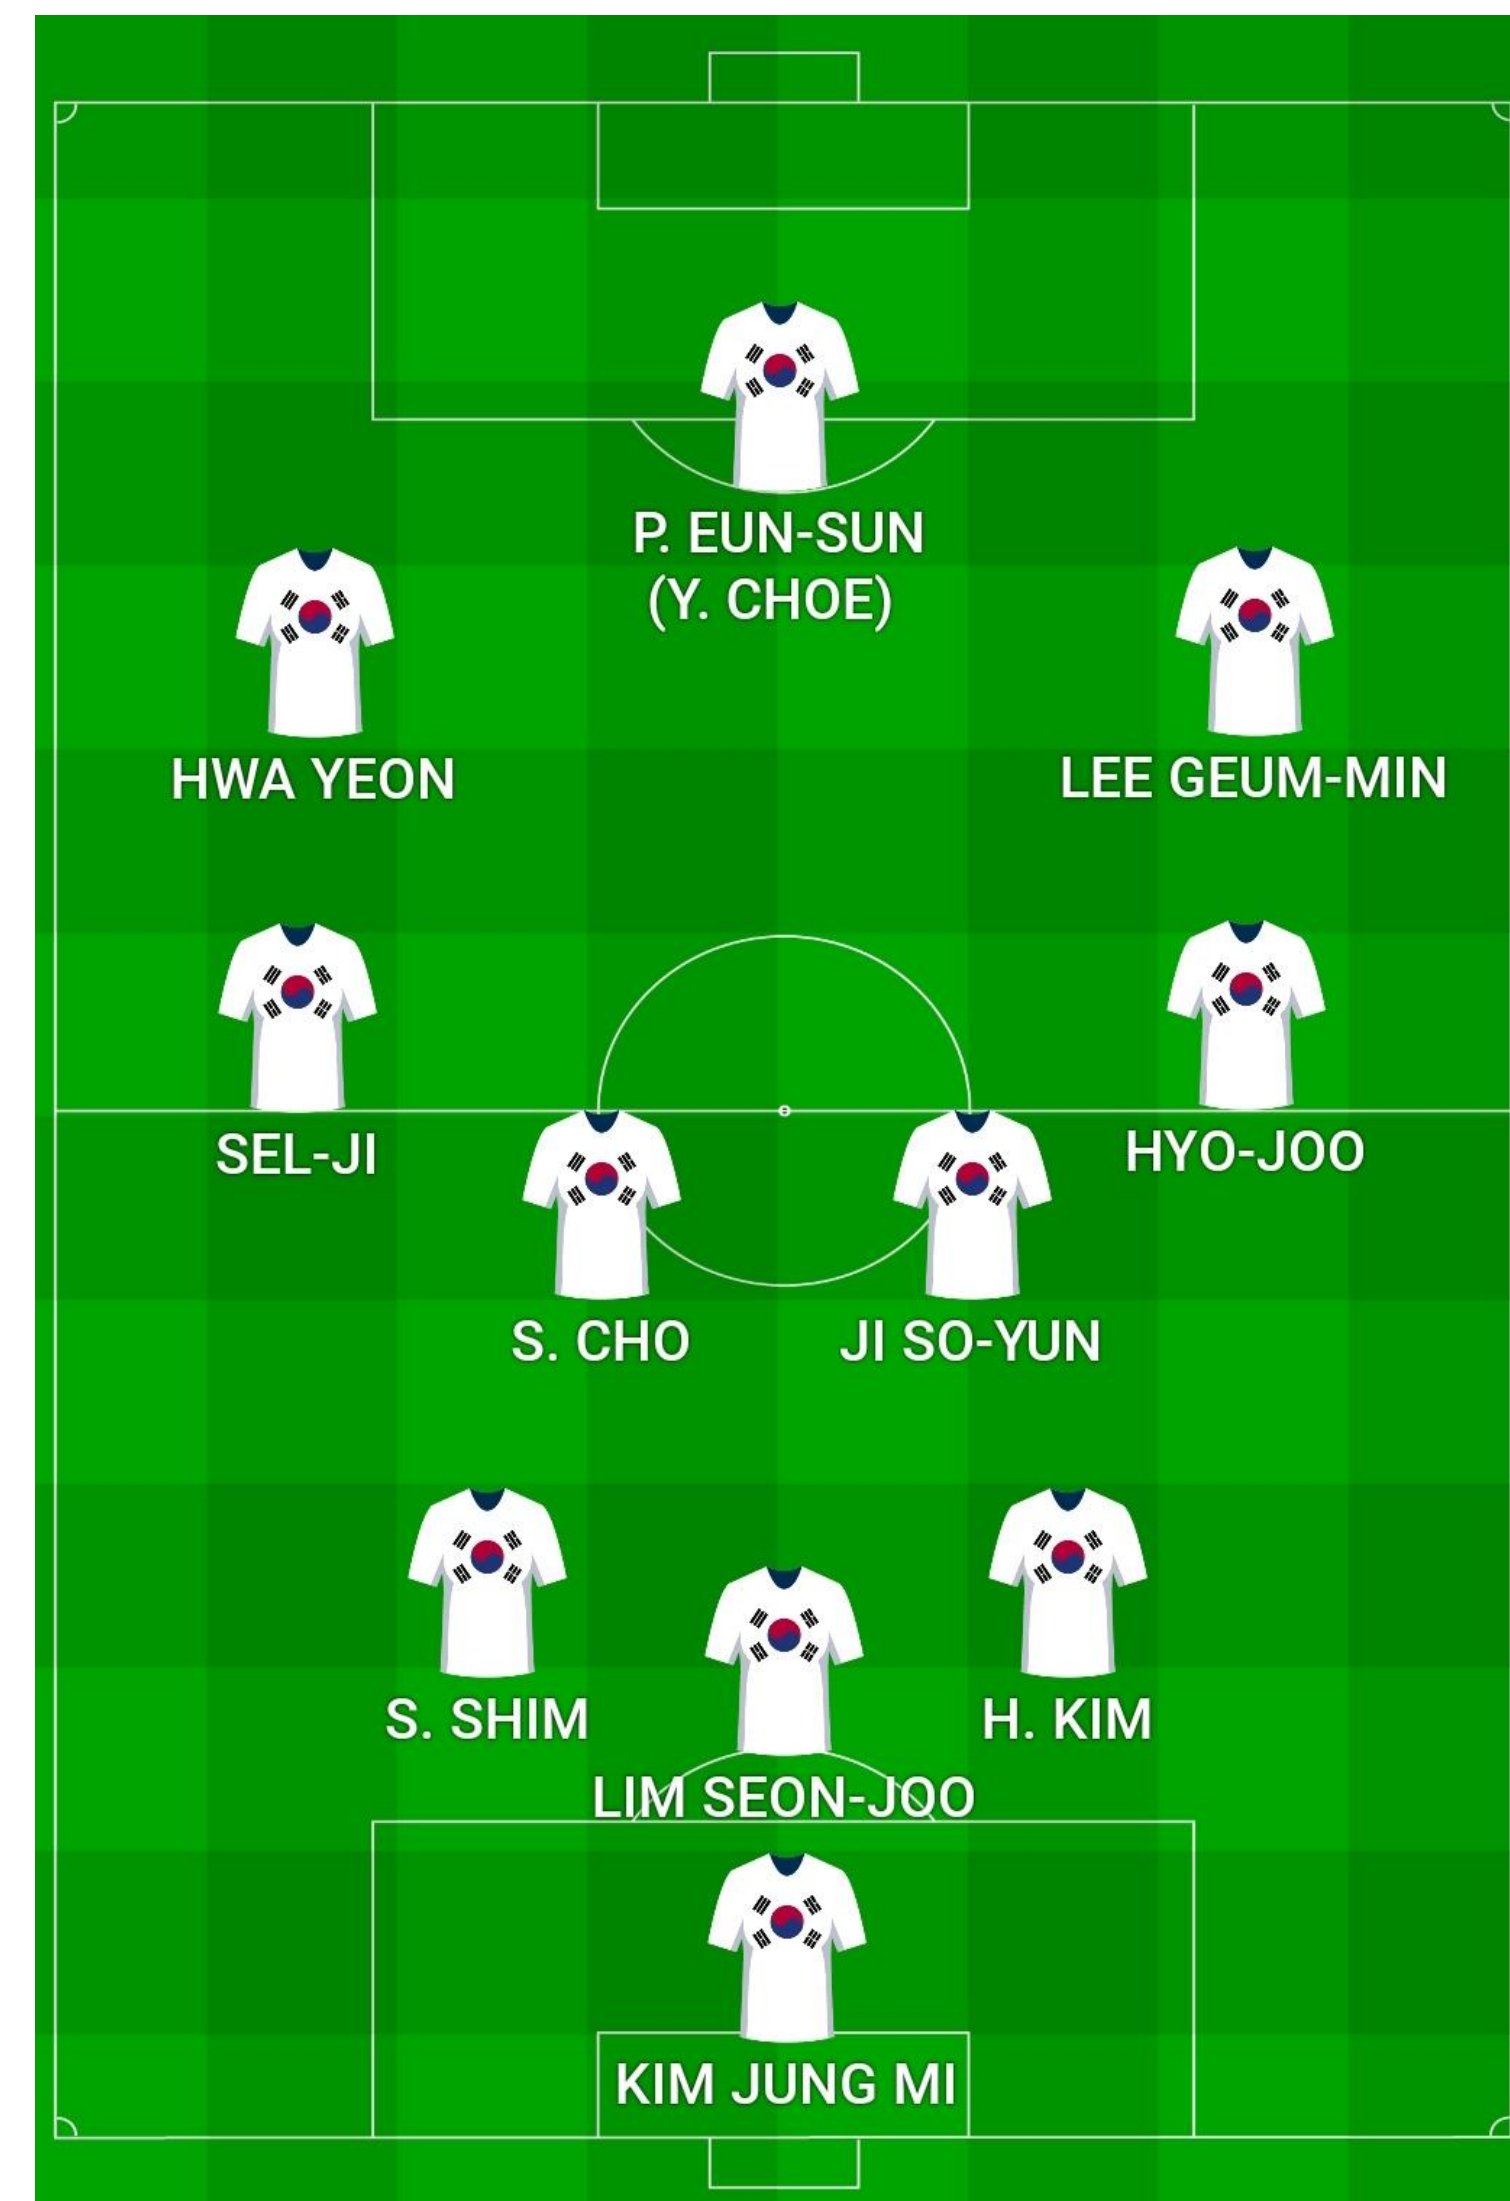 P. EUN-SUN
(Y. CHOE)
HWA YEON
LEE GEUM-MIN
SEL-JI
HYO-JOO
S. CHO
JI SO-YUN
S. SHIM
H. KIM
LIM SEON-JOO
KIM JUNG MI